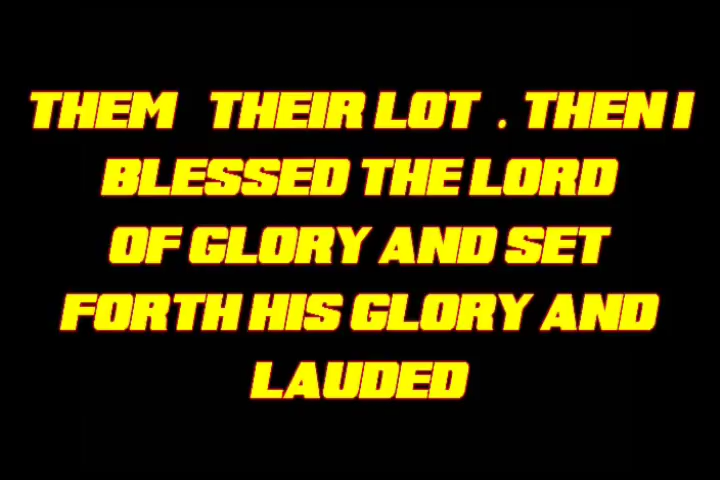 THEM THEIR LOT . THEN I
BLESSED THE LORD
OF GLORY AND SET
FORTH HIS GLORY AND
LAUDED